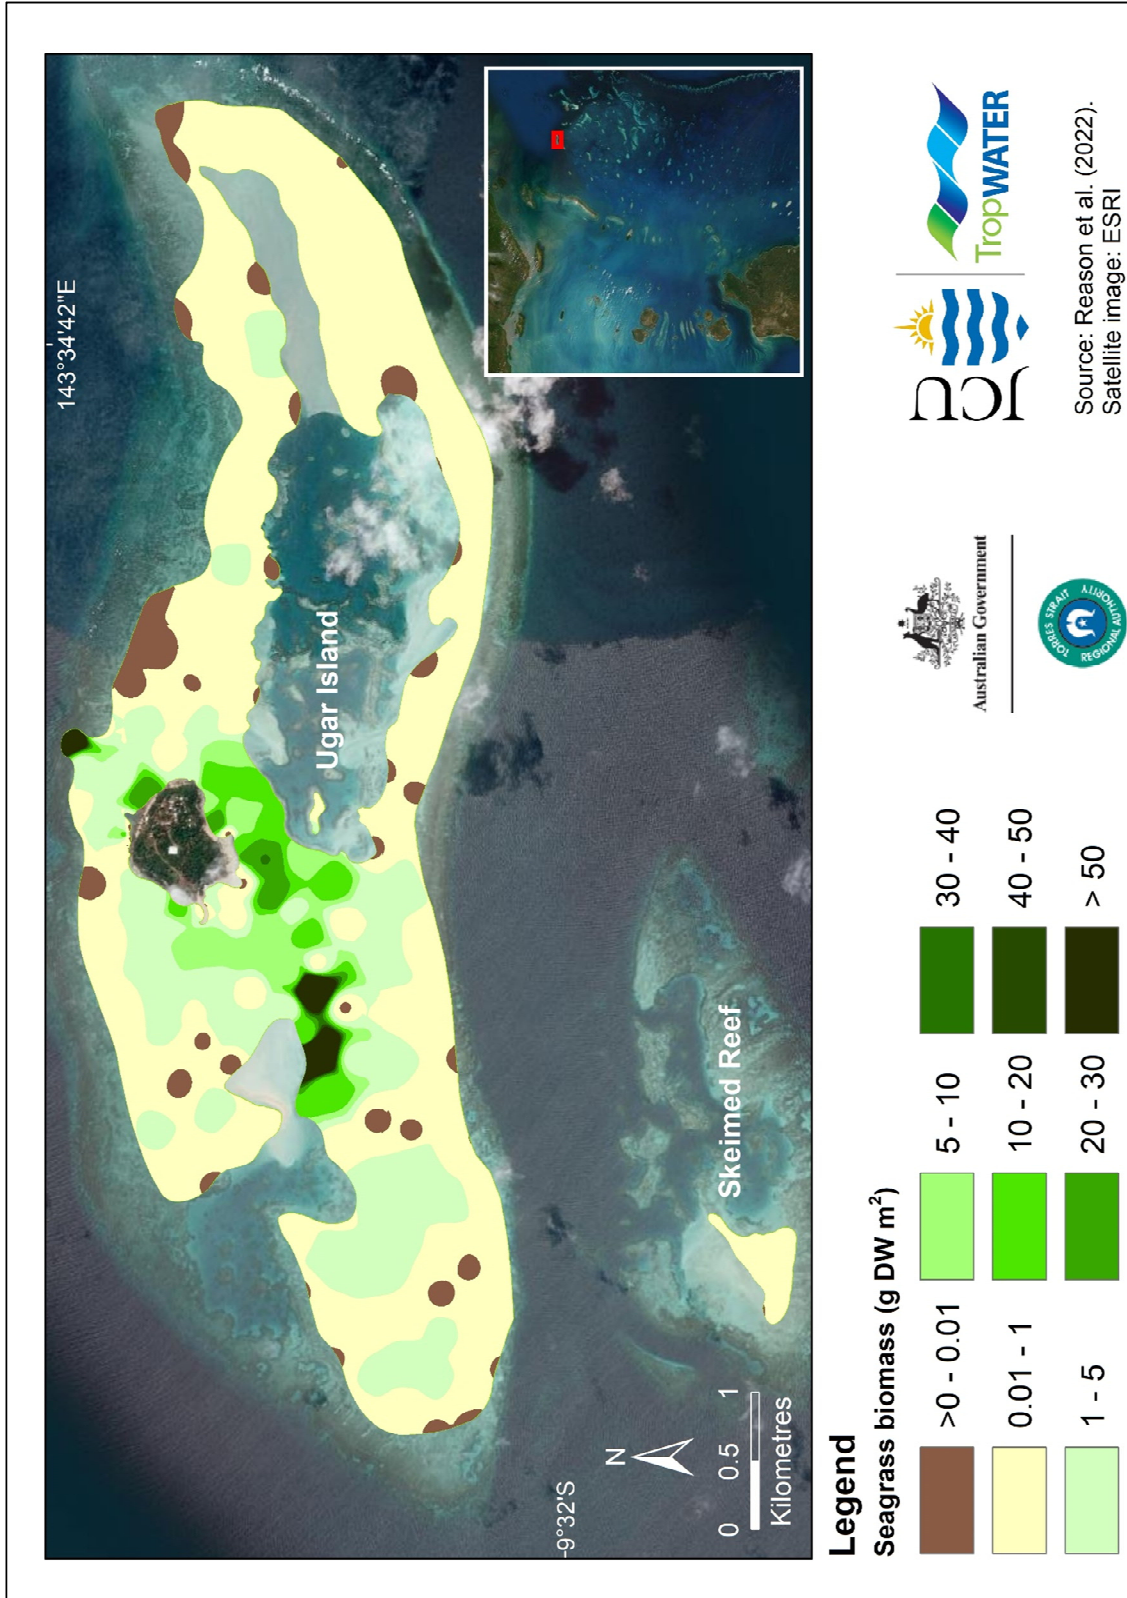 143°34'42"E
9°32'S
Ugar Island
Skeimed Reef
N
0 0.5 1
Kilometres
Legend
Seagrass biomass (g DW m²)
>0 - 0.01
0.01 - 1
1 - 5
5 - 10
10 - 20
20 - 30
30 - 40
40 - 50
> 50
Australian Government
TORRES STRAIT
REGIONAL AUTHORITY
JCU
TropWATER
Source: Reason et al. (2022).
Satellite image: ESRI